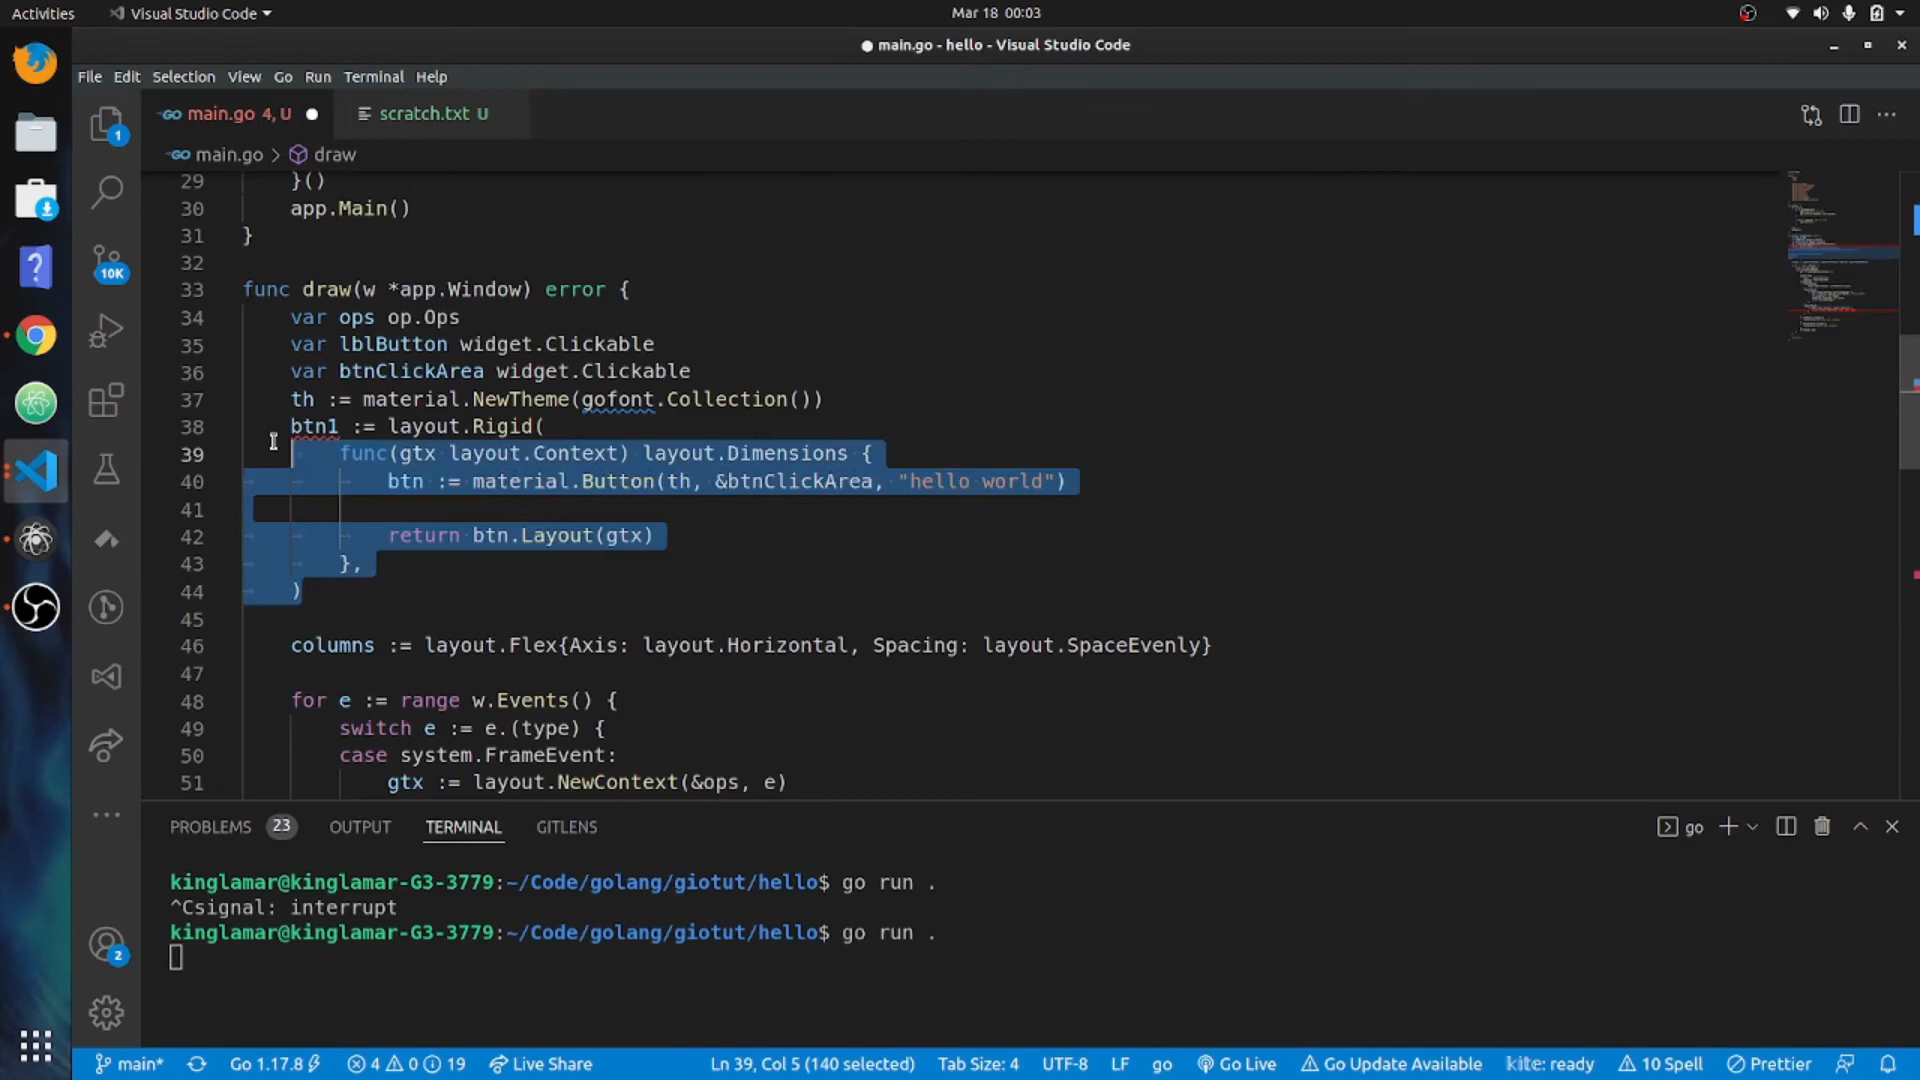 Activities
Visual Studio Code
Mar 18 00:03
main.go - hello - Visual Studio Code
File Edit Selection View Go Run Terminal Help
main.go 4, U
scratch.txt U
main.go > draw
29 }()
30 app.Main()
31 }
32
33 func draw(w *app.Window) error {
34 var ops op.Ops
35 var lblButton widget.Clickable
36 var btnClickArea widget.Clickable
37 th := material.NewTheme(gofont.Collection())
38 btn1 := layout.Rigid(
39 func(gtx layout.Context) layout.Dimensions {
40 btn := material.Button(th, &btnClickArea, "hello world")
41
42 return btn.Layout(gtx)
43 },
44 )
45
46 columns := layout.Flex{Axis: layout.Horizontal, Spacing: layout.SpaceEvenly}
47
48 for e := range w.Events() {
49 switch e := e.(type) {
50 case system.FrameEvent:
51 gtx := layout.NewContext(&ops, e)
1
10K
2
PROBLEMS 23 OUTPUT TERMINAL GITLENS
go
kinglamar@kinglamar-G3-3779:~/Code/golang/giotut/hello$ go run .
^Csignal: interrupt
kinglamar@kinglamar-G3-3779:~/Code/golang/giotut/hello$ go run .
main* Go 1.17.8 4 0 19 Live Share Ln 39, Col 5 (140 selected) Tab Size: 4 UTF-8 LF go Go Live Go Update Available kite: ready 10 Spell Prettier